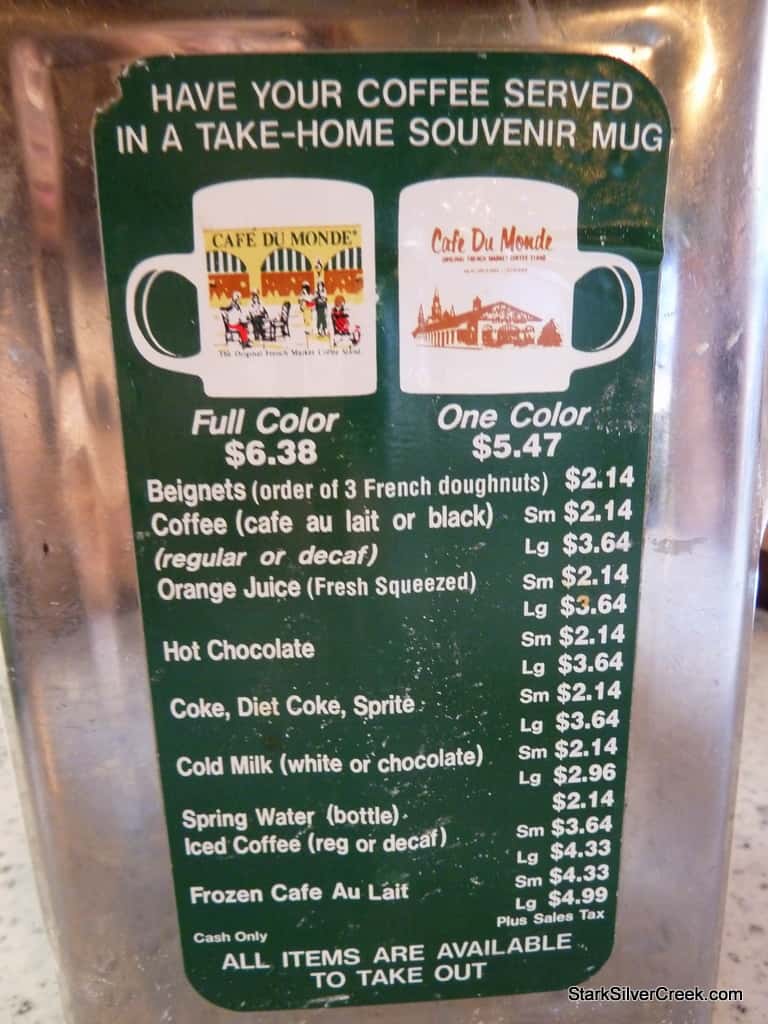 HAVE YOUR COFFEE SERVED
IN A TAKE-HOME SOUVENIR MUG
CAFÉ DU MONDE®
The Original French Market Coffee Stand
Cafe Du Monde
ORIGINAL FRENCH MARKET COFFEE STAND
Full Color One Color
$6.38 $5.47
Beignets (order of 3 French doughnuts) $2.14
Coffee (cafe au lait or black) Sm $2.14
(regular or decaf) Lg $3.64
Orange Juice (Fresh Squeezed) Sm $2.14
Lg $3.64
Hot Chocolate Sm $2.14
Lg $3.64
Coke, Diet Coke, Sprite Sm $2.14
Lg $3.64
Cold Milk (white or chocolate) Sm $2.14
Lg $2.96
Spring Water (bottle) $2.14
Iced Coffee (reg or decaf) Sm $3.64
Lg $4.33
Frozen Cafe Au Lait Sm $4.33
Lg $4.99
Plus Sales Tax
Cash Only
ALL ITEMS ARE AVAILABLE
TO TAKE OUT
StarkSilverCreek.com